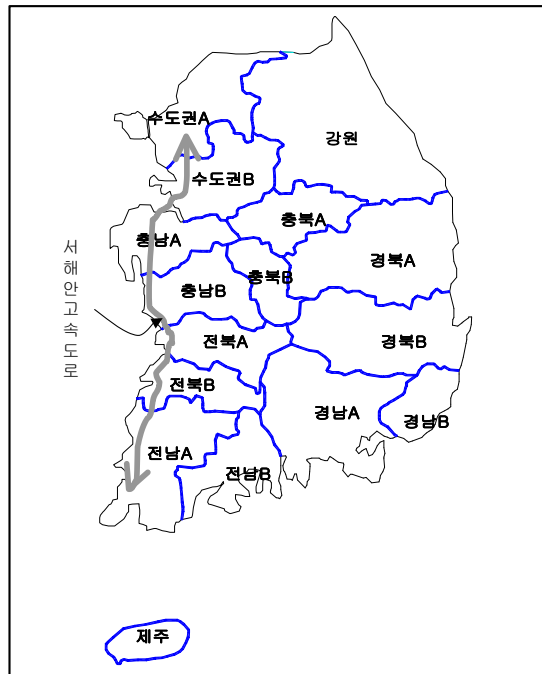 수도권A
강원
수도권B
충북A
충남A
경북A
충북B
충남B
서해안고속도로
전북A
경북B
전북B
경남A
경남B
전남A
전남B
제주